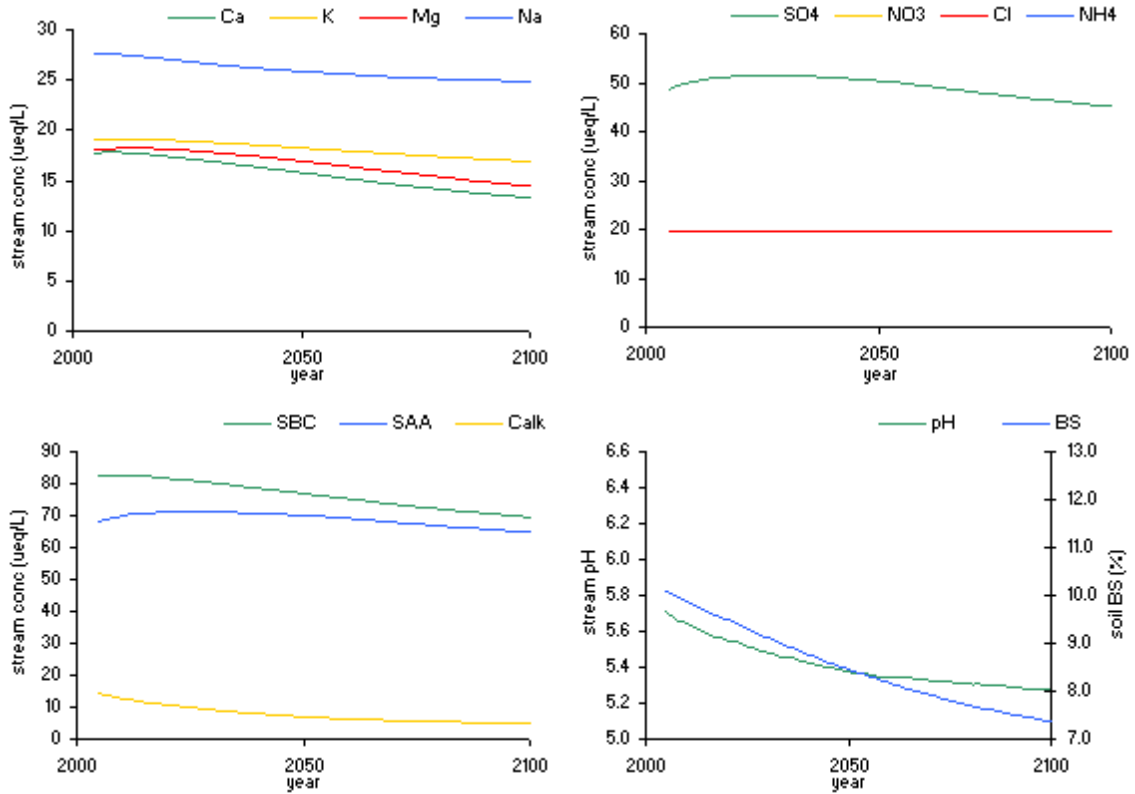 Ca K Mg Na
30
25
20
15
10
5
0
stream conc (ueq/L)
2000 2050 2100
year
SO4 NO3 Cl NH4
60
50
40
30
20
10
0
stream conc (ueq/L)
2000 2050 2100
year
SBC SAA Calk
90
80
70
60
50
40
30
20
10
0
stream conc (ueq/L)
2000 2050 2100
year
pH BS
6.6
6.4
6.2
6.0
5.8
5.6
5.4
5.2
5.0
stream pH
13.0
12.0
11.0
10.0
9.0
8.0
7.0
soil BS (%)
2000 2050 2100
year